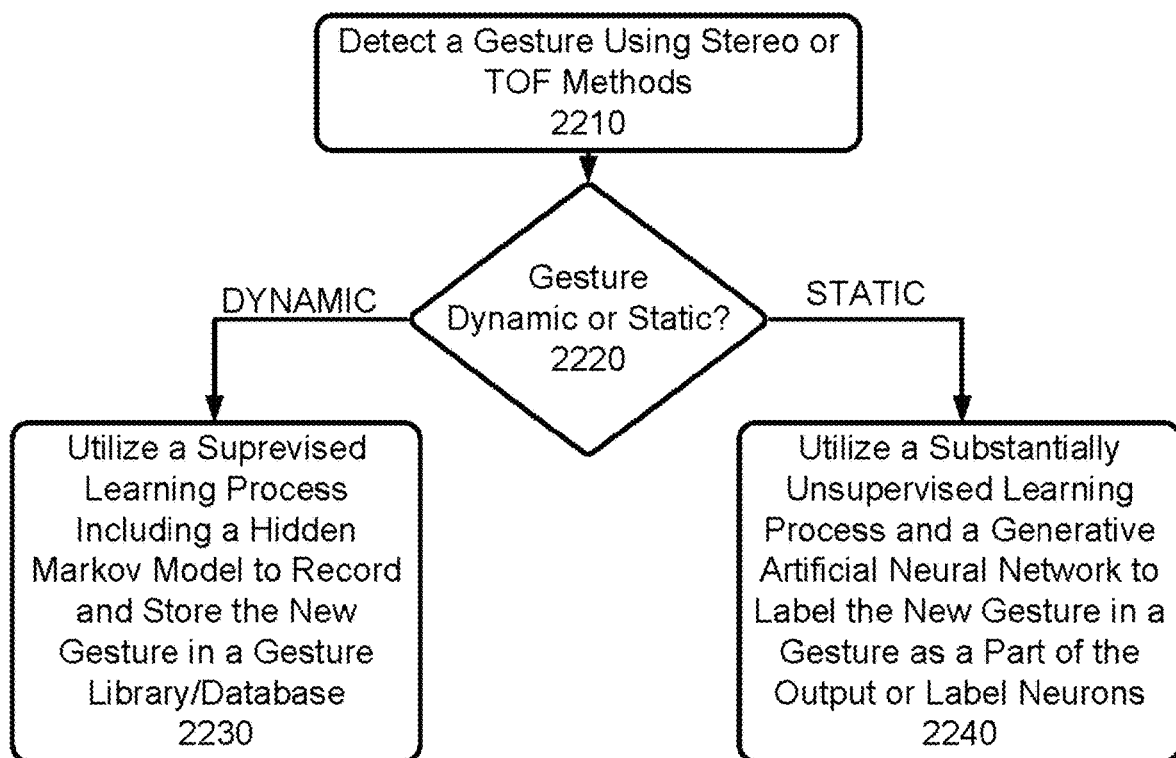 Detect a Gesture Using Stereo or
TOF Methods
2210
Gesture
Dynamic or Static?
2220
DYNAMIC
STATIC
Utilize a Suprevised
Learning Process
Including a Hidden
Markov Model to Record
and Store the New
Gesture in a Gesture
Library/Database
2230
Utilize a Substantially
Unsupervised Learning
Process and a Generative
Artificial Neural Network to
Label the New Gesture in a
Gesture as a Part of the
Output or Label Neurons
2240